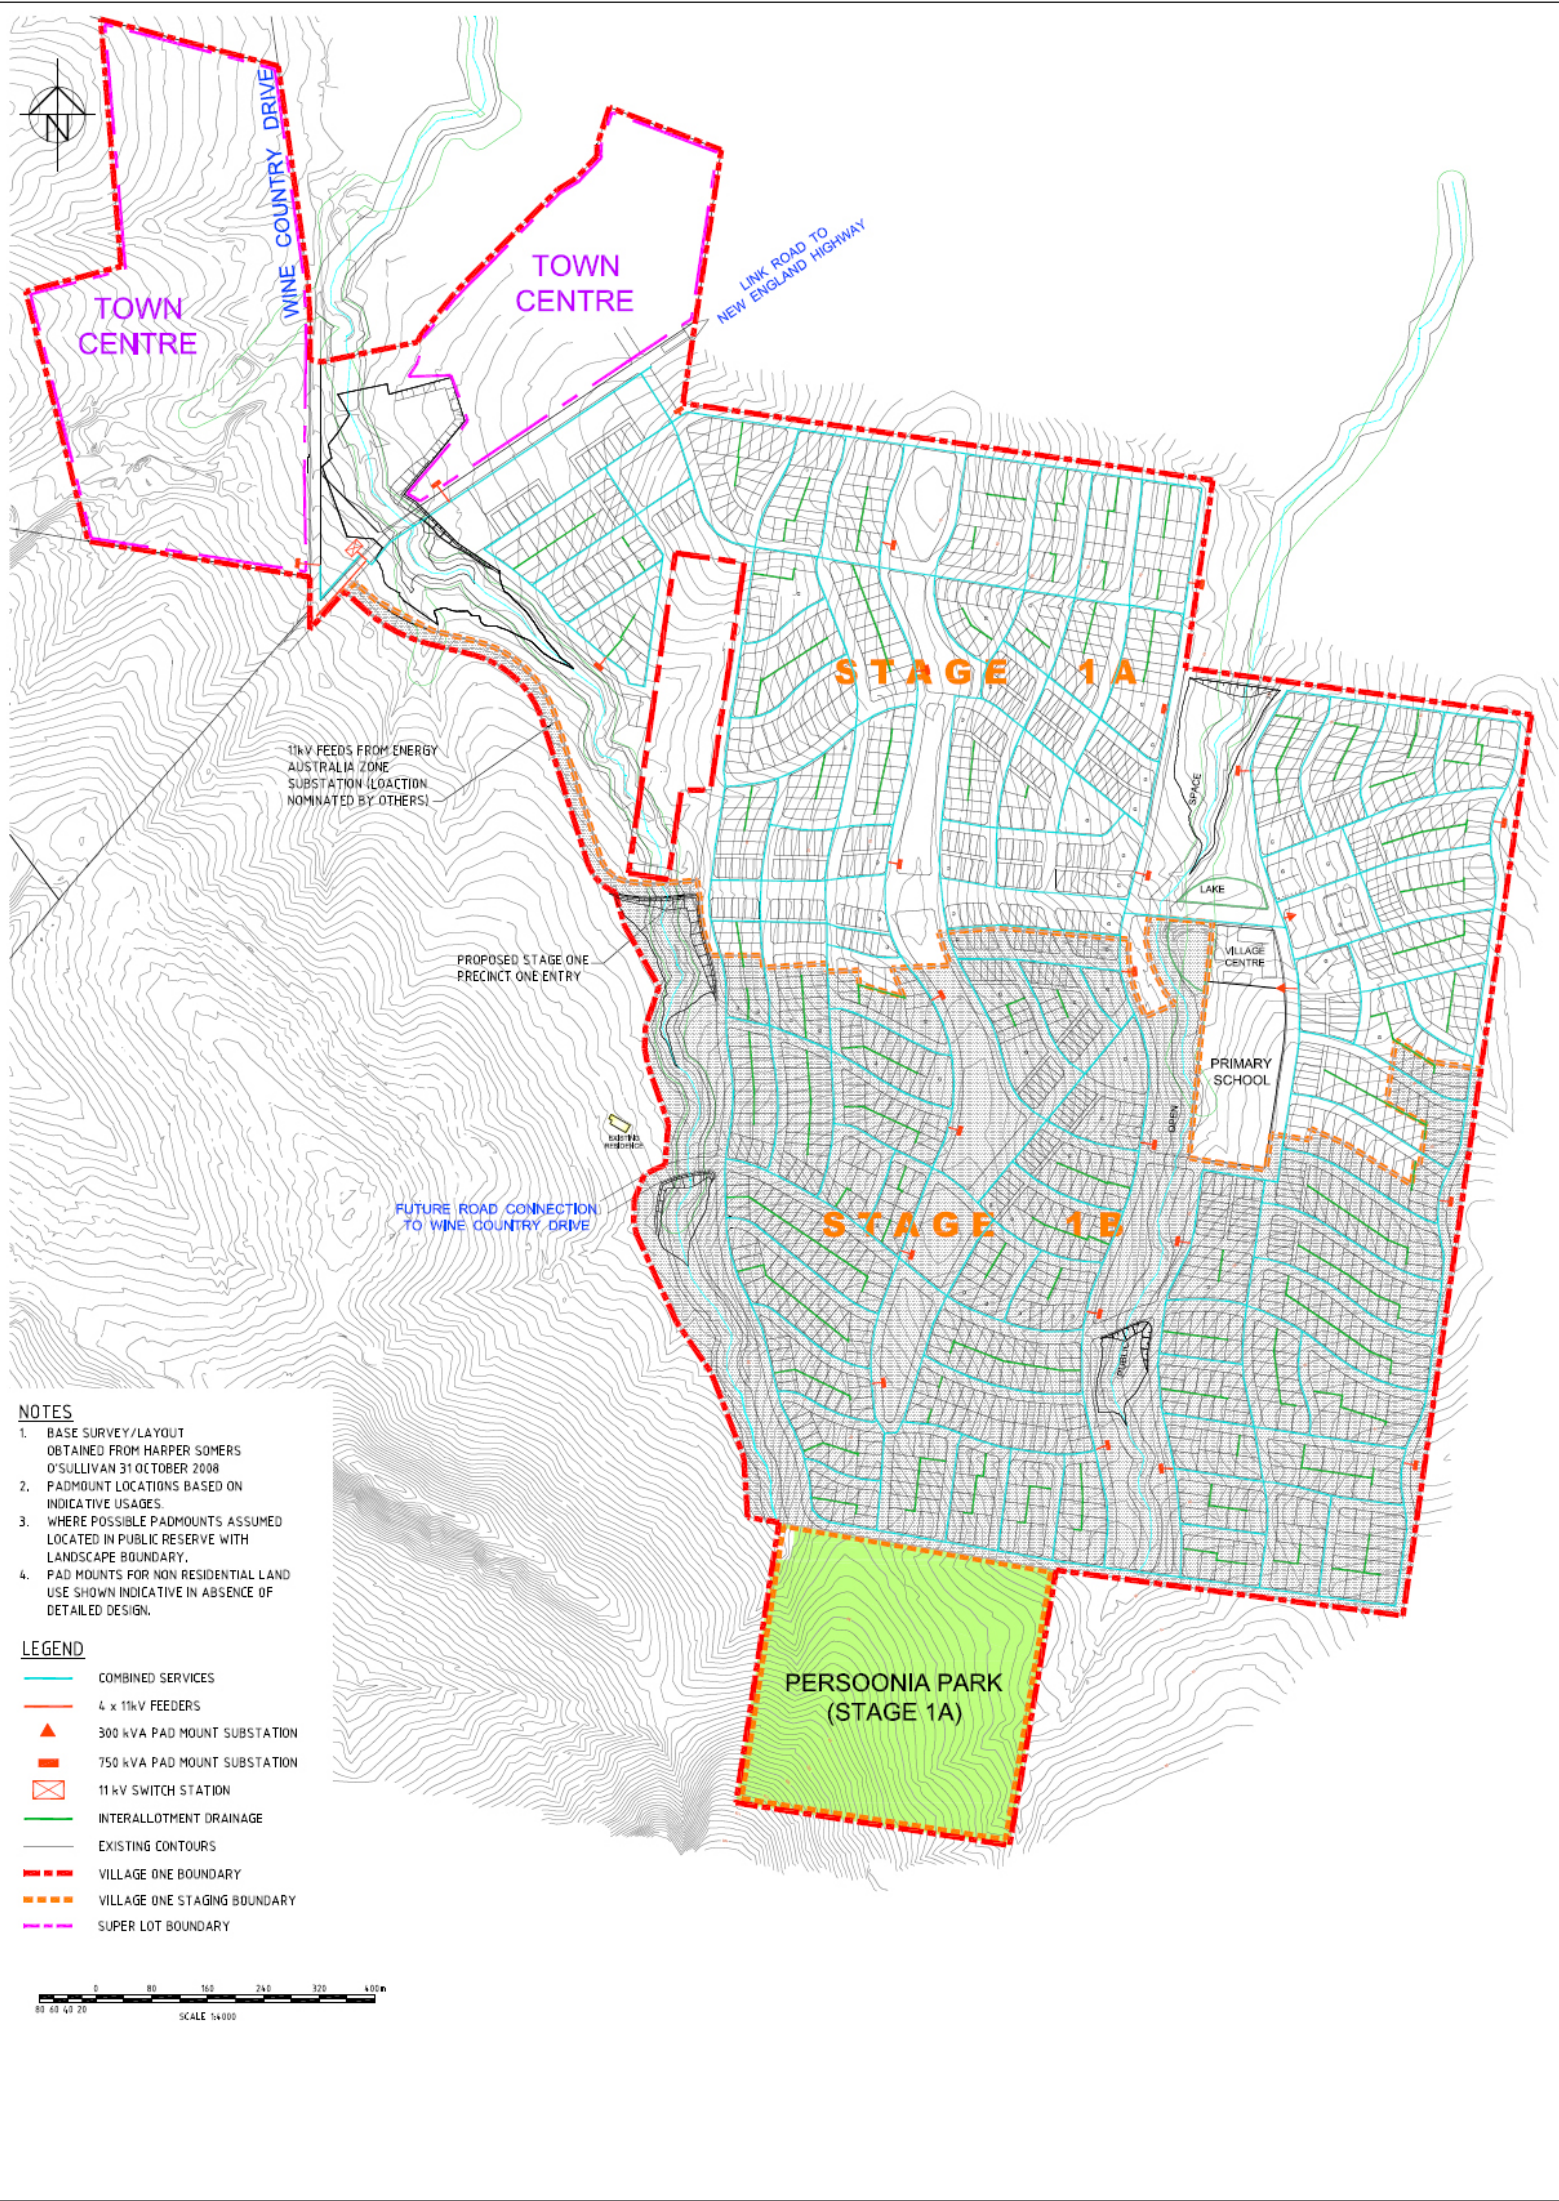 N
WINE COUNTRY DRIVE
TOWN
CENTRE
TOWN
CENTRE
LINK ROAD TO
NEW ENGLAND HIGHWAY
STAGE 1A
11kV FEEDS FROM ENERGY
AUSTRALIA ZONE
SUBSTATION (LOACTION
NOMINATED BY OTHERS)
SPACE
LAKE
VILLAGE
CENTRE
PROPOSED STAGE ONE
PRECINCT ONE ENTRY
PRIMARY
SCHOOL
OPEN
EXISTING
RESIDENCE
FUTURE ROAD CONNECTION
TO WINE COUNTRY DRIVE
STAGE 1B
PUBLIC
PERSOONIA PARK
(STAGE 1A)
NOTES
1. BASE SURVEY/LAYOUT
OBTAINED FROM HARPER SOMERS
O'SULLIVAN 31 OCTOBER 2008
2. PADMOUNT LOCATIONS BASED ON
INDICATIVE USAGES.
3. WHERE POSSIBLE PADMOUNTS ASSUMED
LOCATED IN PUBLIC RESERVE WITH
LANDSCAPE BOUNDARY.
4. PAD MOUNTS FOR NON RESIDENTIAL LAND
USE SHOWN INDICATIVE IN ABSENCE OF
DETAILED DESIGN.
LEGEND
COMBINED SERVICES
4 x 11kV FEEDERS
300 kVA PAD MOUNT SUBSTATION
750 kVA PAD MOUNT SUBSTATION
11 kV SWITCH STATION
INTERALLOTMENT DRAINAGE
EXISTING CONTOURS
VILLAGE ONE BOUNDARY
VILLAGE ONE STAGING BOUNDARY
SUPER LOT BOUNDARY
0 80 160 240 320 400m
80 60 40 20
SCALE 1:4000